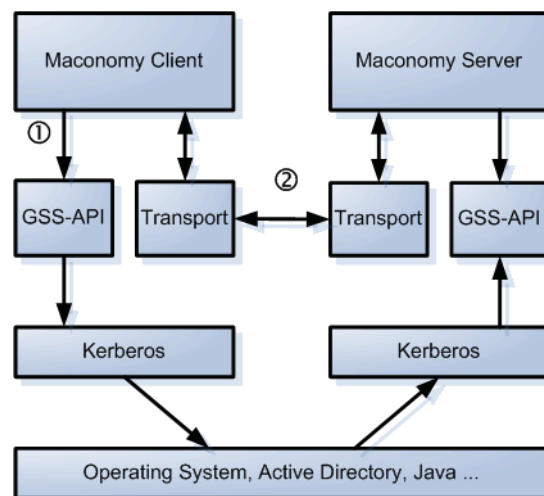 Maconomy Client
Maconomy Server
①
②
GSS-API
Transport
Transport
GSS-API
Kerberos
Kerberos
Operating System, Active Directory, Java ...